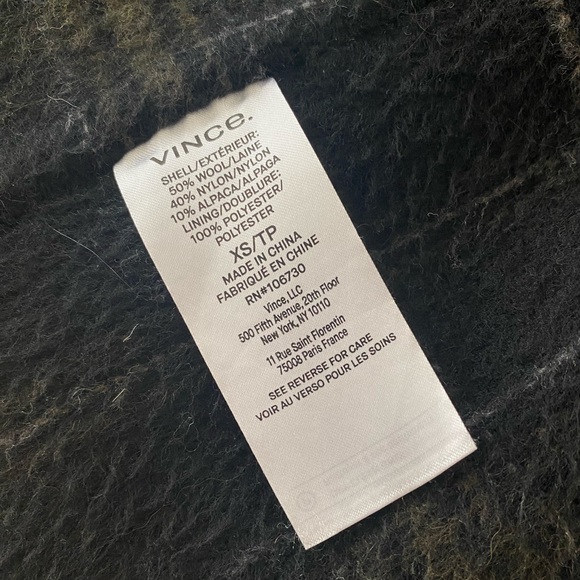 VINCE.
SHELL/EXTÉRIEUR:
50% WOOL/LAINE
40% NYLON/NYLON
10% ALPACA/ALPAGA
LINING/DOUBLURE:
100% POLYESTER/
POLYESTER
XS/TP
MADE IN CHINA
FABRIQUÉ EN CHINE
RN#106730
Vince, LLC
500 Fifth Avenue, 20th Floor
New York, NY 10110
11 Rue Saint Florentin
75008 Paris France
SEE REVERSE FOR CARE
VOIR AU VERSO POUR LES SOINS